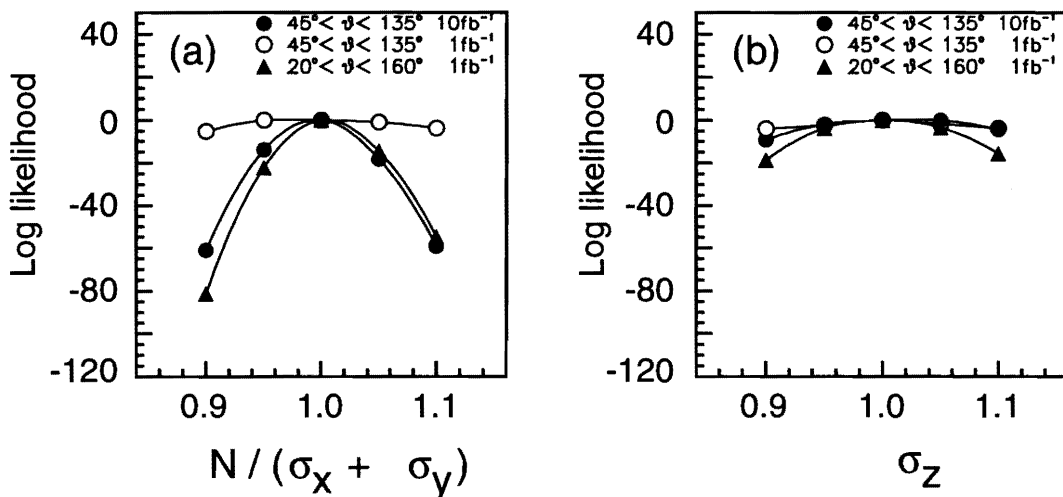 Log likelihood
40
0
-40
-80
-120
(a)
45°< ϑ< 135° 10fb⁻¹
45°< ϑ< 135° 1fb⁻¹
20°< ϑ< 160° 1fb⁻¹
0.9 1.0 1.1
N / (σx + σy)
Log likelihood
40
0
-40
-80
-120
(b)
45°< ϑ< 135° 10fb⁻¹
45°< ϑ< 135° 1fb⁻¹
20°< ϑ< 160° 1fb⁻¹
0.9 1.0 1.1
σz